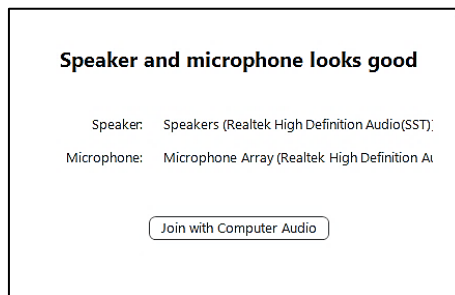 Speaker and microphone looks good
Speaker: Speakers (Realtek High Definition Audio(SST))
Microphone: Microphone Array (Realtek High Definition Au
Join with Computer Audio